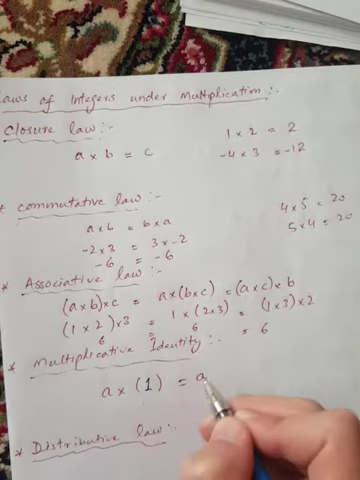 Laws of Integers under Multiplication :-
Closure law :-
a × b = c
1 × 2 = 2
-4 × 3 = -12
* Commutative law :-
a × b = b × a
-2 × 3 = 3 × -2
-6 = -6
4 × 5 = 20
5 × 4 = 20
* Associative law :-
(a×b)×c = a×(b×c) = (a×c)×b
(1×2)×3 = 1×(2×3) = (1×3)×2
6 = 6 = 6
* Multiplicative Identity :-
a × (1) = a
* Distributive law :-